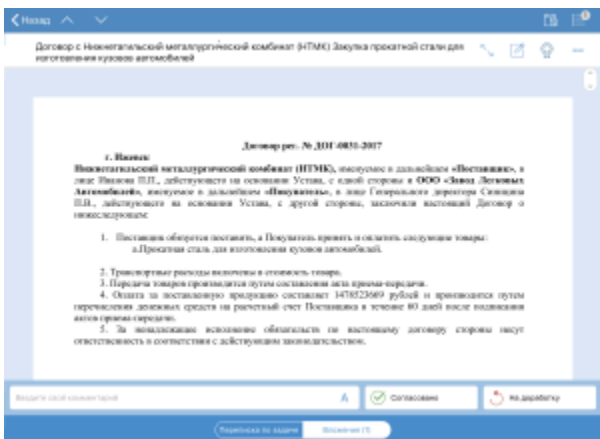 Назад
Договор с Нижнетагильский металлургический комбинат (НТМК) Закупка прокатной стали для
изготовления кузовов автомобилей
Договор рег. № ДОГ-0031-2017
г. Ижевск
Нижнетагильский металлургический комбинат (НТМК), именуемое в дальнейшем «Поставщик», в
лице Иванова П.П., действующего на основании Устава, с одной стороны и ООО «Завод Легковых
Автомобилей», именуемое в дальнейшем «Покупатель», в лице Генерального директора Синицина
П.В., действующего на основании Устава, с другой стороны, заключили настоящий Договор о
нижеследующем:
1. Поставщик обязуется поставить, а Покупатель принять и оплатить следующие товары:
a.Прокатная сталь для изготовления кузовов автомобилей.
2. Транспортные расходы включены в стоимость товара.
3. Передача товаров производится путем составления акта приема-передачи.
4. Оплата за поставленную продукцию составляет 1478523669 рублей и производится путем
перечисления денежных средств на расчетный счет Поставщика в течение 60 дней после подписания
актов приема-передачи.
5. За ненадлежащее исполнение обязательств по настоящему договору стороны несут
ответственность в соответствии с действующим законодательством.
Введите свой комментарий
А
Согласовано
На доработку
Переписка по задаче
Вложения (1)